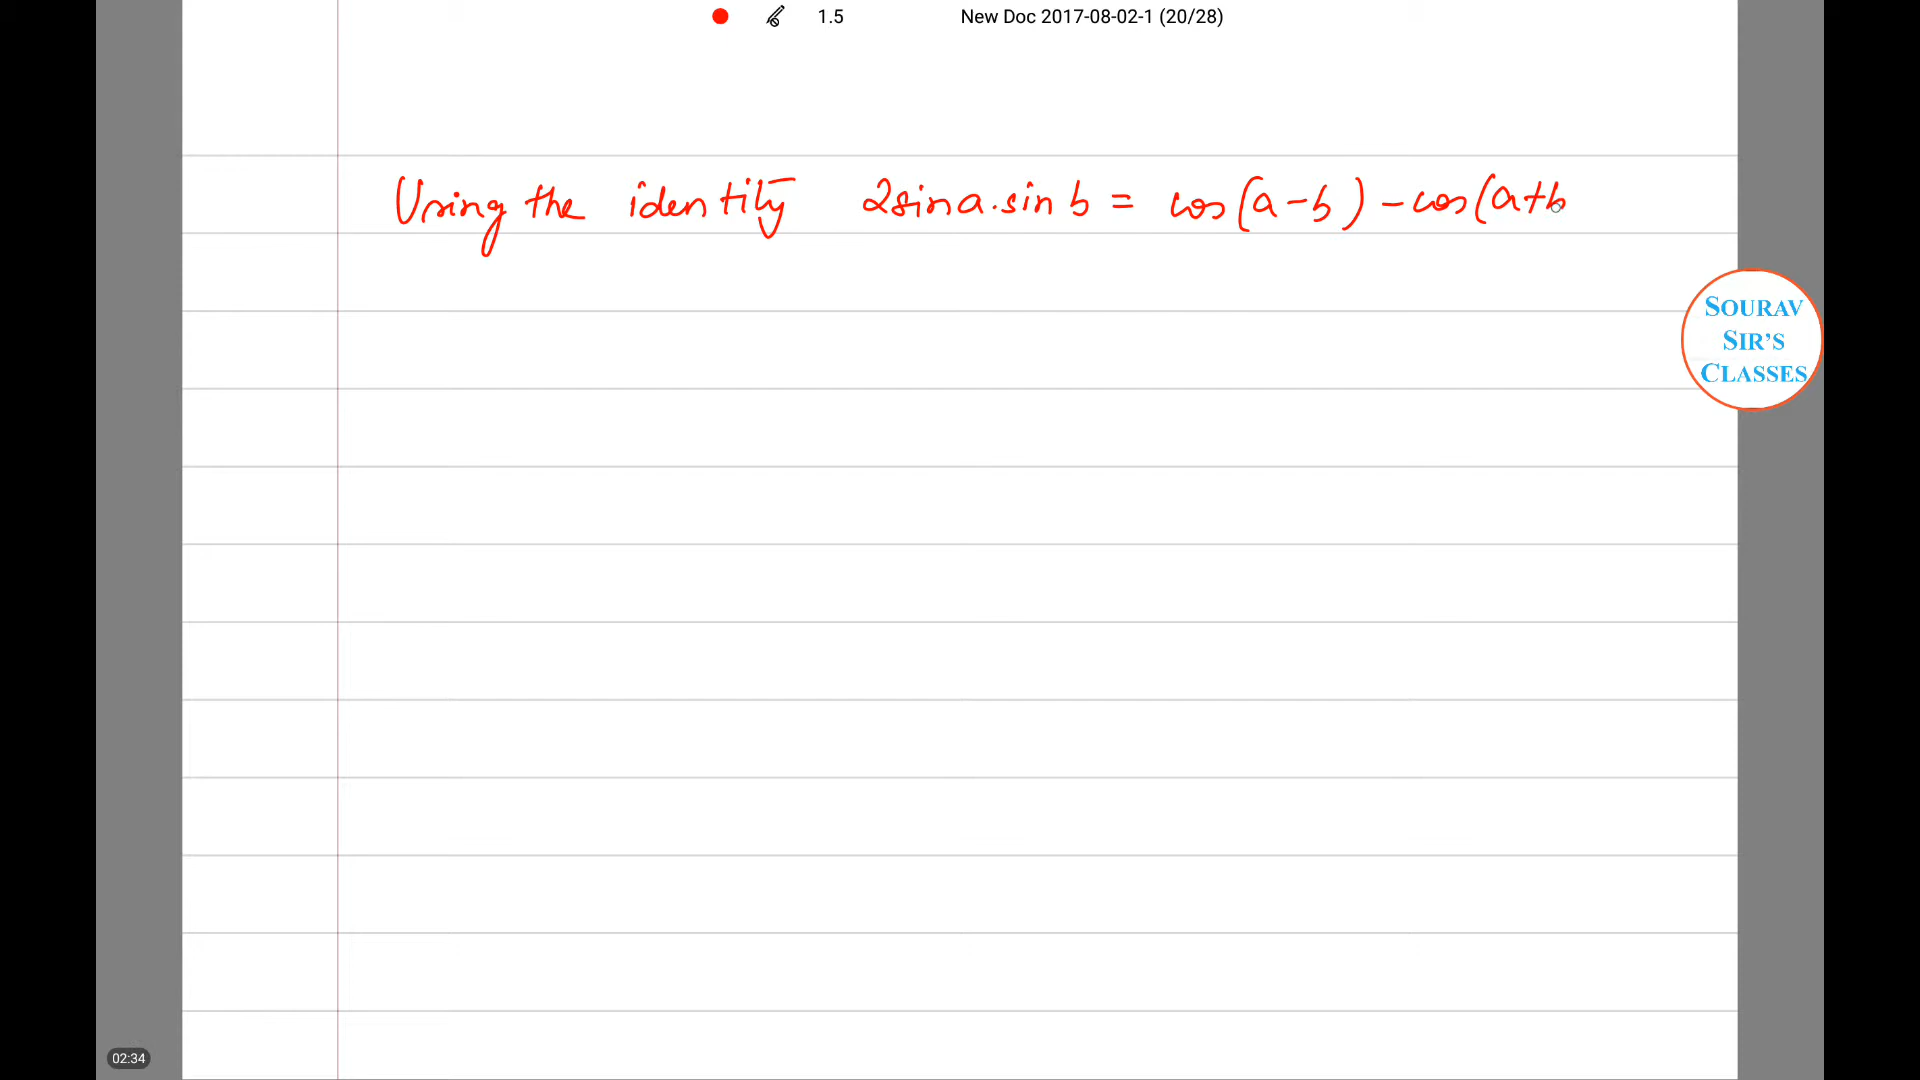 1.5 New Doc 2017-08-02-1 (20/28)
Using the identity 2sina.sin b = cos(a-b)-cos(a+b
SOURAV
SIR'S
CLASSES
02:34